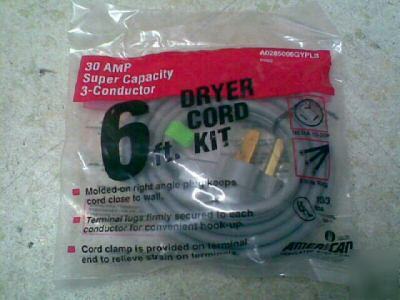 30 AMP
Super Capacity
3-Conductor
A0285006GYPLB
6 ft.
DRYER
CORD
KIT
Molded-on right angle plug keeps
cord close to wall.
Terminal lugs firmly secured to each
conductor for convenient hook-up.
Cord clamp is provided on terminal
end to relieve strain on terminals.
AMERICAN